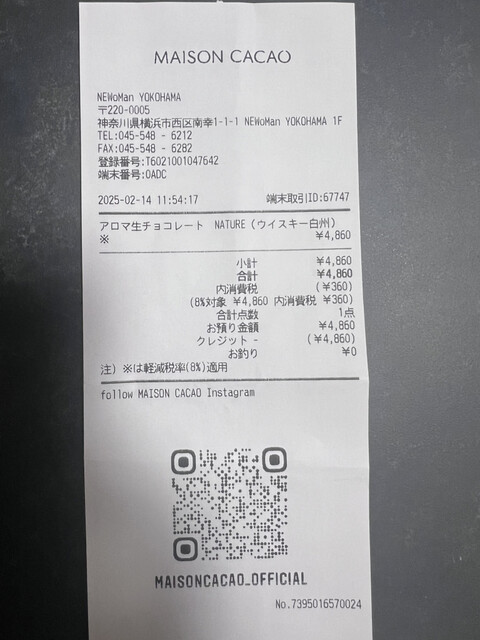 MAISON CACAO
NEWoMan YOKOHAMA
〒220-0005
神奈川県横浜市西区南幸1-1-1 NEWoMan YOKOHAMA 1F
TEL:045-548 - 6212
FAX:045-548 - 6282
登録番号:T6021001047642
端末番号:0ADC
2025-02-14 11:54:17 端末取引ID:67747
アロマ生チョコレート NATURE(ウイスキー白州)
※ ¥4,860
小計 ¥4,860
合計 ¥4,860
内消費税 (¥360)
(8%対象 ¥4,860 内消費税 ¥360)
合計点数 1点
お預り金額 ¥4,860
クレジット - (¥4,860)
お釣り ¥0
注) ※は軽減税率(8%)適用
follow MAISON CACAO Instagram
MAISONCACAO_OFFICIAL
No.7395016570024